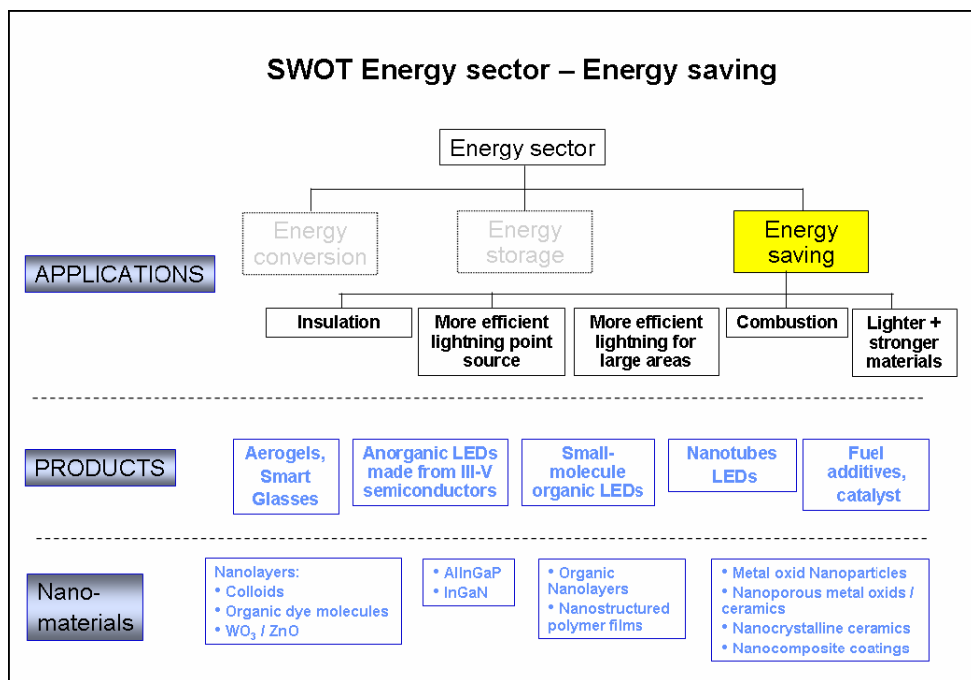 SWOT Energy sector – Energy saving
Energy sector
Energy
conversion
Energy
storage
Energy
saving
APPLICATIONS
Insulation
More efficient
lightning point
source
More efficient
lightning for
large areas
Combustion
Lighter +
stronger
materials
PRODUCTS
Aerogels,
Smart
Glasses
Anorganic LEDs
made from III-V
semiconductors
Small-
molecule
organic LEDs
Nanotubes
LEDs
Fuel
additives,
catalyst
Nano-
materials
Nanolayers:
• Colloids
• Organic dye molecules
• WO₃ / ZnO
• AlInGaP
• InGaN
• Organic
Nanolayers
• Nanostructured
polymer films
• Metal oxid Nanoparticles
• Nanoporous metal oxids /
ceramics
• Nanocrystalline ceramics
• Nanocomposite coatings